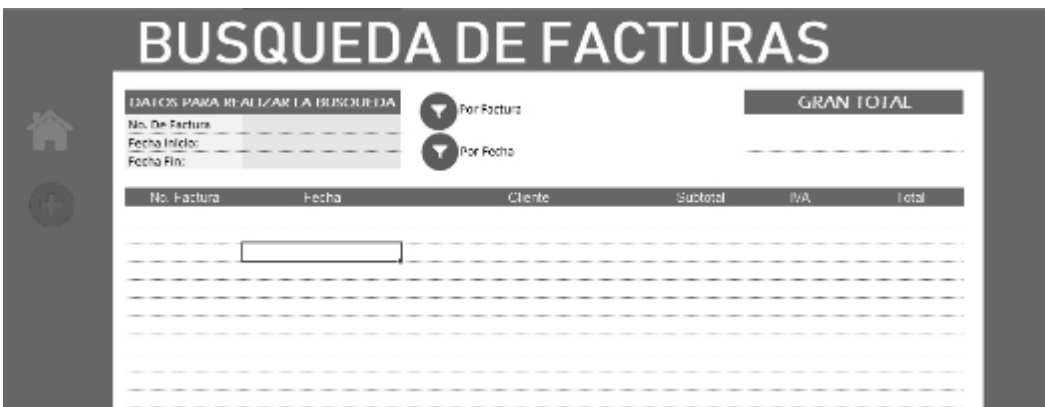 BUSQUEDA DE FACTURAS
DATOS PARA REALIZAR LA BUSQUEDA
No. De Factura
Fecha Inicio:
Fecha Fin:
Por Factura
Por Fecha
GRAN TOTAL
No. Factura Fecha Cliente Subtotal IVA Total